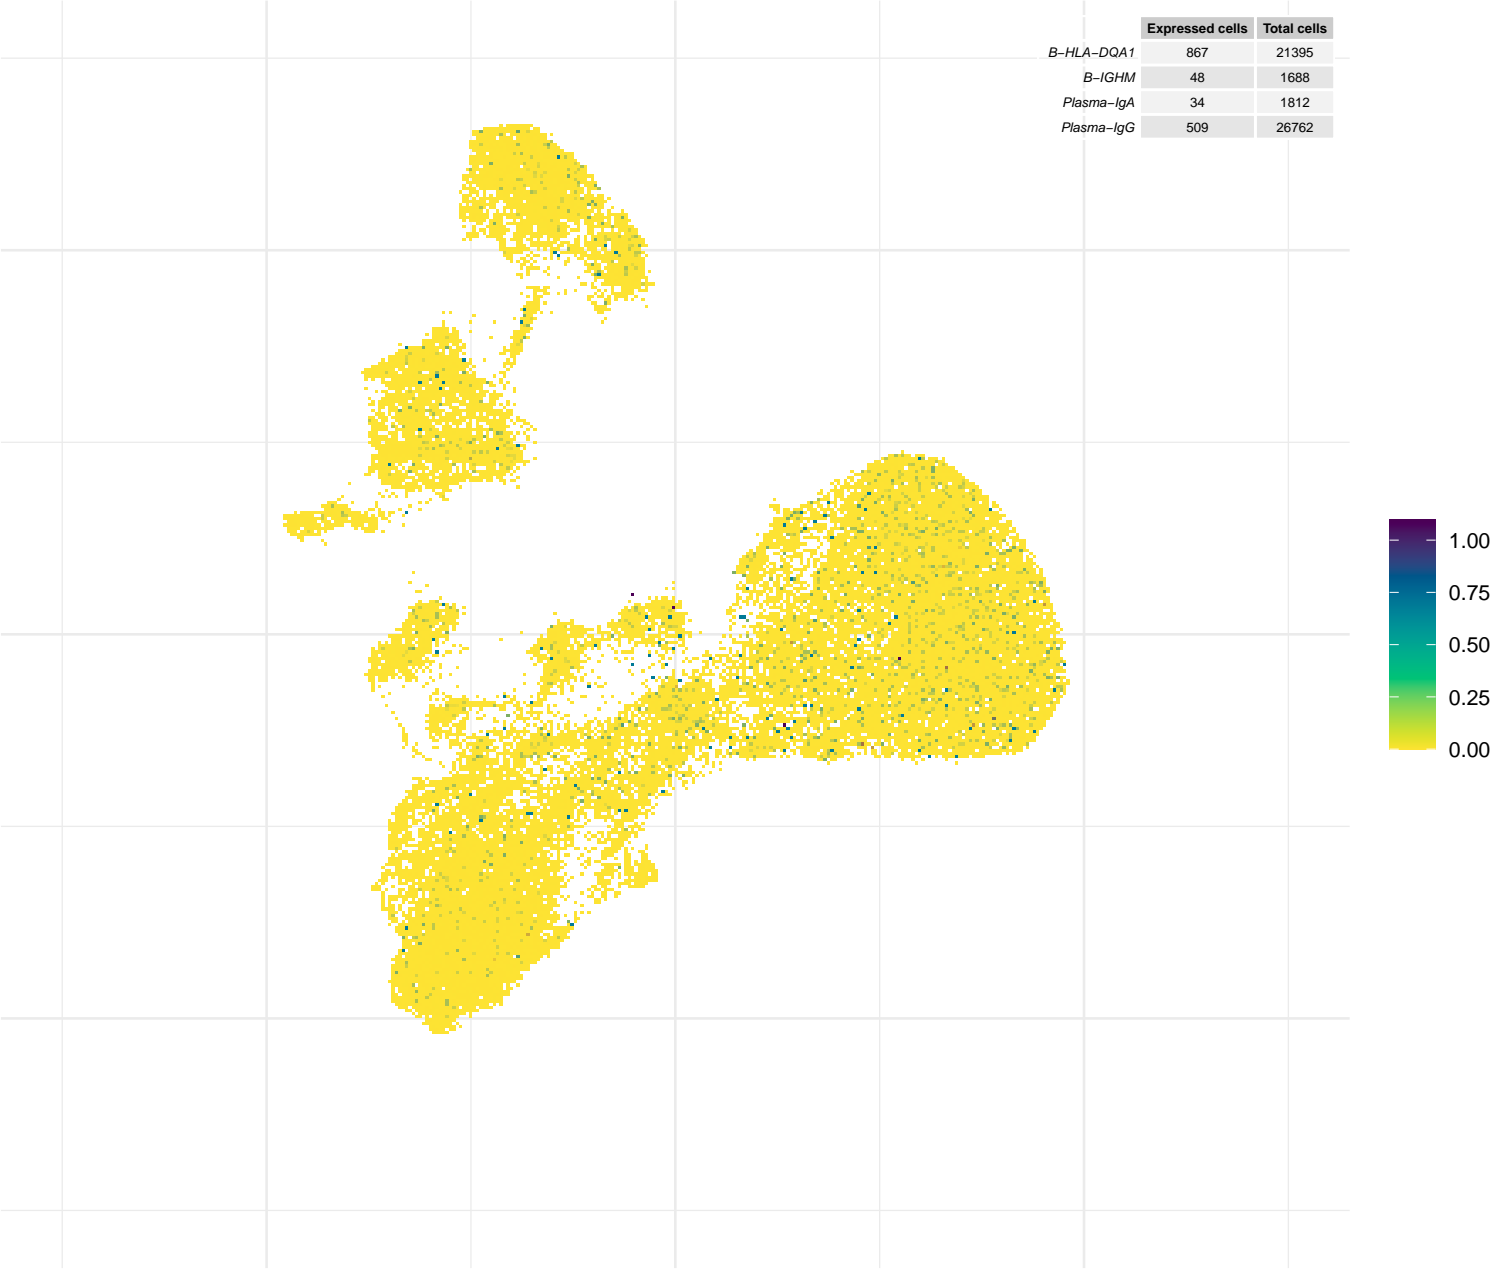 Expressed cells Total cells
B−HLA−DQA1 867 21395
B−IGHM 48 1688
Plasma−IgA 34 1812
Plasma−IgG 509 26762
1.00
0.75
0.50
0.25
0.00